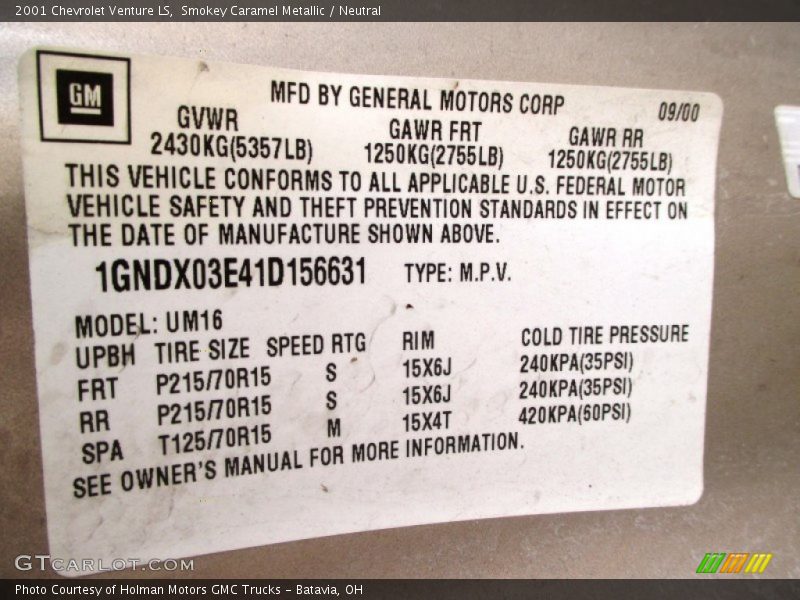 2001 Chevrolet Venture LS, Smokey Caramel Metallic / Neutral
GM
MFD BY GENERAL MOTORS CORP 09/00
GVWR GAWR FRT GAWR RR
2430KG(5357LB) 1250KG(2755LB) 1250KG(2755LB)
THIS VEHICLE CONFORMS TO ALL APPLICABLE U.S. FEDERAL MOTOR
VEHICLE SAFETY AND THEFT PREVENTION STANDARDS IN EFFECT ON
THE DATE OF MANUFACTURE SHOWN ABOVE.
1GNDX03E41D156631 TYPE: M.P.V.
MODEL: UM16
UPBH TIRE SIZE SPEED RTG RIM COLD TIRE PRESSURE
FRT P215/70R15 S 15X6J 240KPA(35PSI)
RR P215/70R15 S 15X6J 240KPA(35PSI)
SPA T125/70R15 M 15X4T 420KPA(60PSI)
SEE OWNER'S MANUAL FOR MORE INFORMATION.
GTCARLOT.COM
Photo Courtesy of Holman Motors GMC Trucks - Batavia, OH